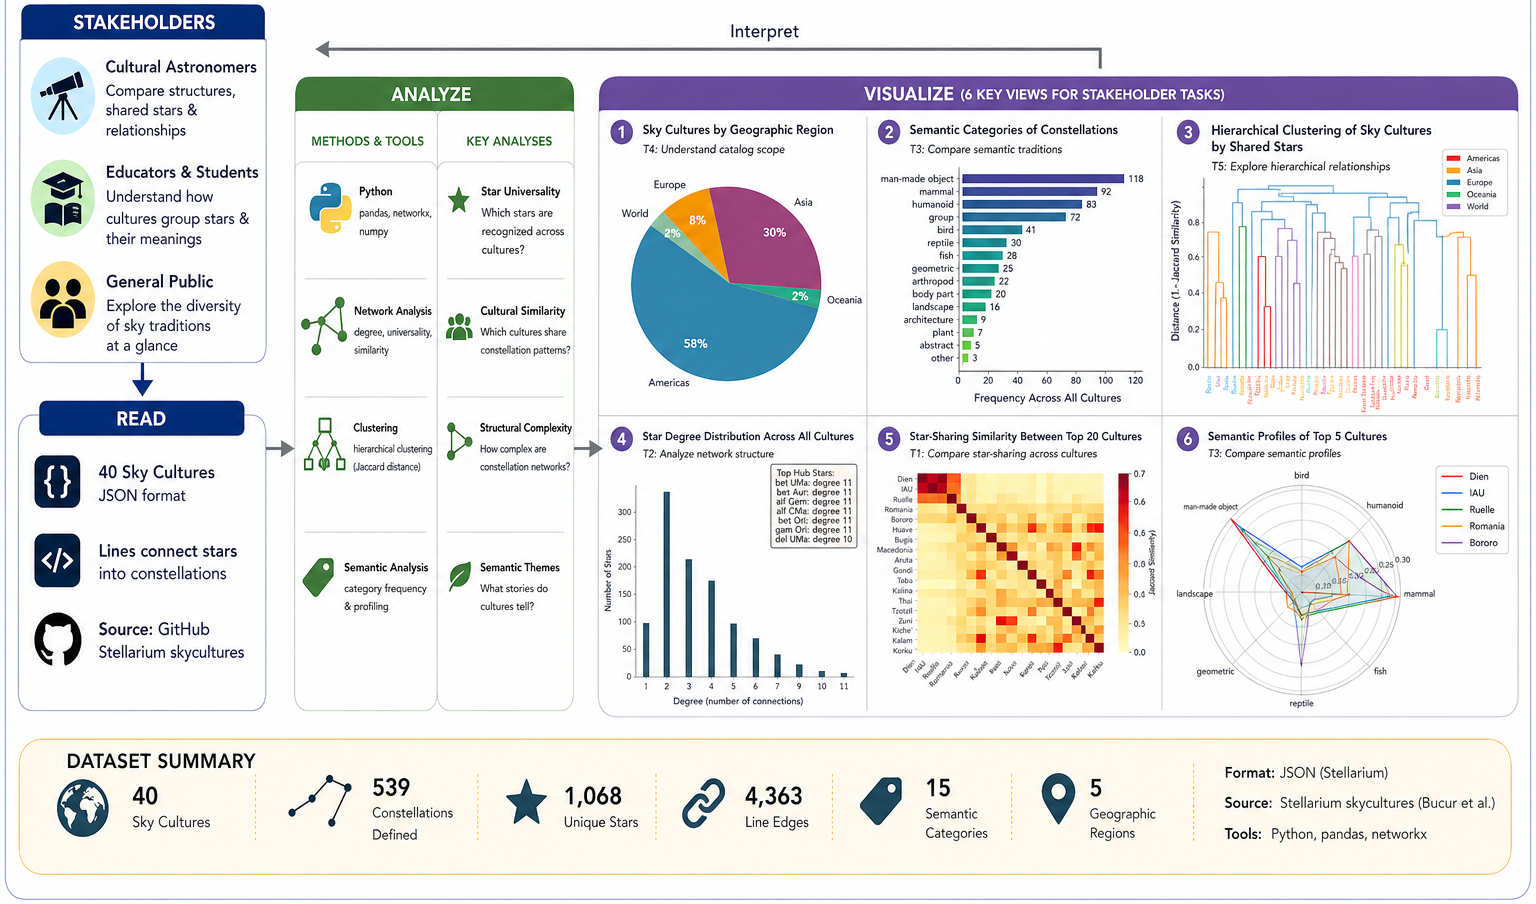 STAKEHOLDERS
Cultural Astronomers
Compare structures,
shared stars &
relationships
Educators & Students
Understand how
cultures group stars &
their meanings
General Public
Explore the diversity
of sky traditions
at a glance
READ
{}
40 Sky Cultures
JSON format
</>
Lines connect stars
into constellations
Source: GitHub
Stellarium skycultures
Interpret
ANALYZE
METHODS & TOOLS
KEY ANALYSES
Python
pandas, networkx,
numpy
Star Universality
Which stars are
recognized across
cultures?
Network Analysis
degree, universality,
similarity
Cultural Similarity
Which cultures share
constellation patterns?
Clustering
hierarchical clustering
(Jaccard distance)
Structural Complexity
How complex are
constellation networks?
Semantic Analysis
category frequency
& profiling
Semantic Themes
What stories do
cultures tell?
VISUALIZE (6 KEY VIEWS FOR STAKEHOLDER TASKS)
1
Sky Cultures by Geographic Region
T4: Understand catalog scope
Europe
World
Asia
8%
2%
30%
2%
Oceania
58%
Americas
2
Semantic Categories of Constellations
T3: Compare semantic traditions
man-made object 118
mammal 92
humanoid 83
group 72
bird 41
reptile 30
fish 28
geometric 25
arthropod 22
body part 20
landscape 16
architecture 9
plant 7
abstract 5
other 3
0 20 40 60 80 100 120
Frequency Across All Cultures
3
Hierarchical Clustering of Sky Cultures
by Shared Stars
T5: Explore hierarchical relationships
Americas
Asia
Europe
Oceania
World
Distance (1.-Jaccard Similarity)
0.8
0.6
0.4
0.2
0.0
4
Star Degree Distribution Across All Cultures
T2: Analyze network structure
Top Hub Stars:
bet UMa: degree 11
bet Aur: degree 11
alf Gem: degree 11
alf CMa: degree 11
bet Ori: degree 11
gam Ori: degree 11
del UMa: degree 10
Number of Stars
300
250
200
150
100
50
0
1 2 3 4 5 6 7 8 9 10 11
Degree (number of connections)
5
Star-Sharing Similarity Between Top 20 Cultures
T1: Compare star-sharing across cultures
Dien
IAU
Ruelle
Romania
Bororo
Huave
Bugis
Macedonia
Aruta
Gondi
Toba
Kalina
Thai
Tzotzil
Zuni
Kiche'
Kalam
Korku
Dien
IAU
0.7
0.6
0.5
0.0
0.4
0.5
0.0
6
Semantic Profiles of Top 5 Cultures
T3: Compare semantic profiles
Dien
IAU
Ruelle
Romania
Bororo
bird
man-made object
humanoid
0.30
0.25
landscape
mammal
geometric
fish
reptile
DATASET SUMMARY
40
Sky Cultures
539
Constellations
Defined
1,068
Unique Stars
4,363
Line Edges
15
Semantic
Categories
5
Geographic
Regions
Format: JSON (Stellarium)
Source: Stellarium skycultures (Bucur et al.)
Tools: Python, pandas, networkx